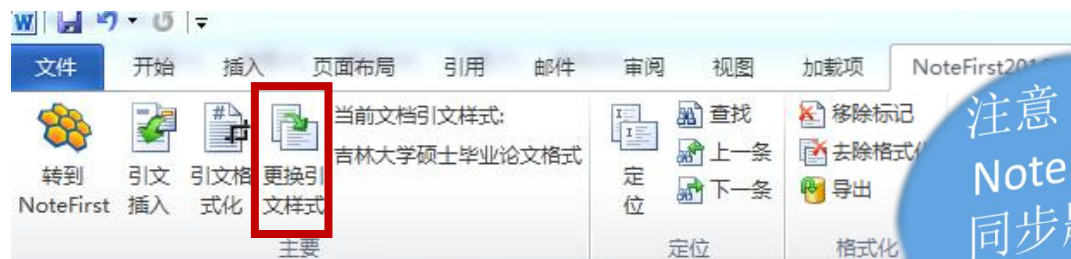 W
文件 开始 插入 页面布局 引用 邮件 审阅 视图 加载项 NoteFirst2010
转到 NoteFirst
引文插入
引文格式化
更换引文样式
当前文档引文样式:
吉林大学硕士毕业论文格式
主要
定位
查找
上一条
下一条
定位
移除标记
去除格式化
导出
格式化
注意
Note
同步